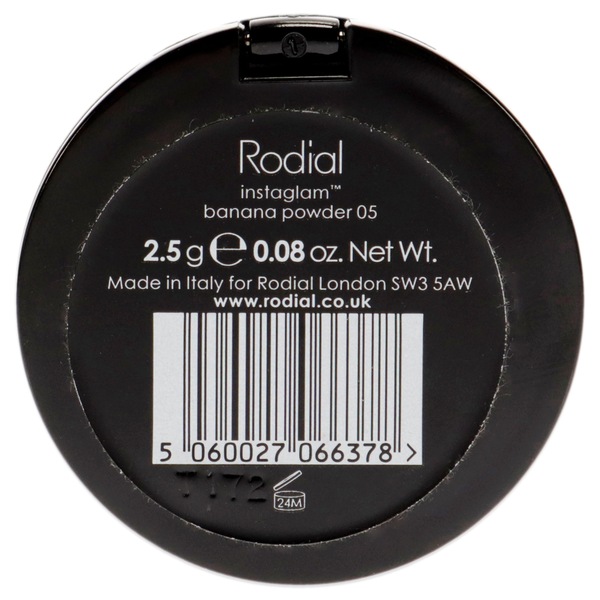 Rodial
instaglam™
banana powder 05
2.5 g ℮ 0.08 oz. Net Wt.
Made in Italy for Rodial London SW3 5AW
www.rodial.co.uk
5 060027 066378 >
T172
24M